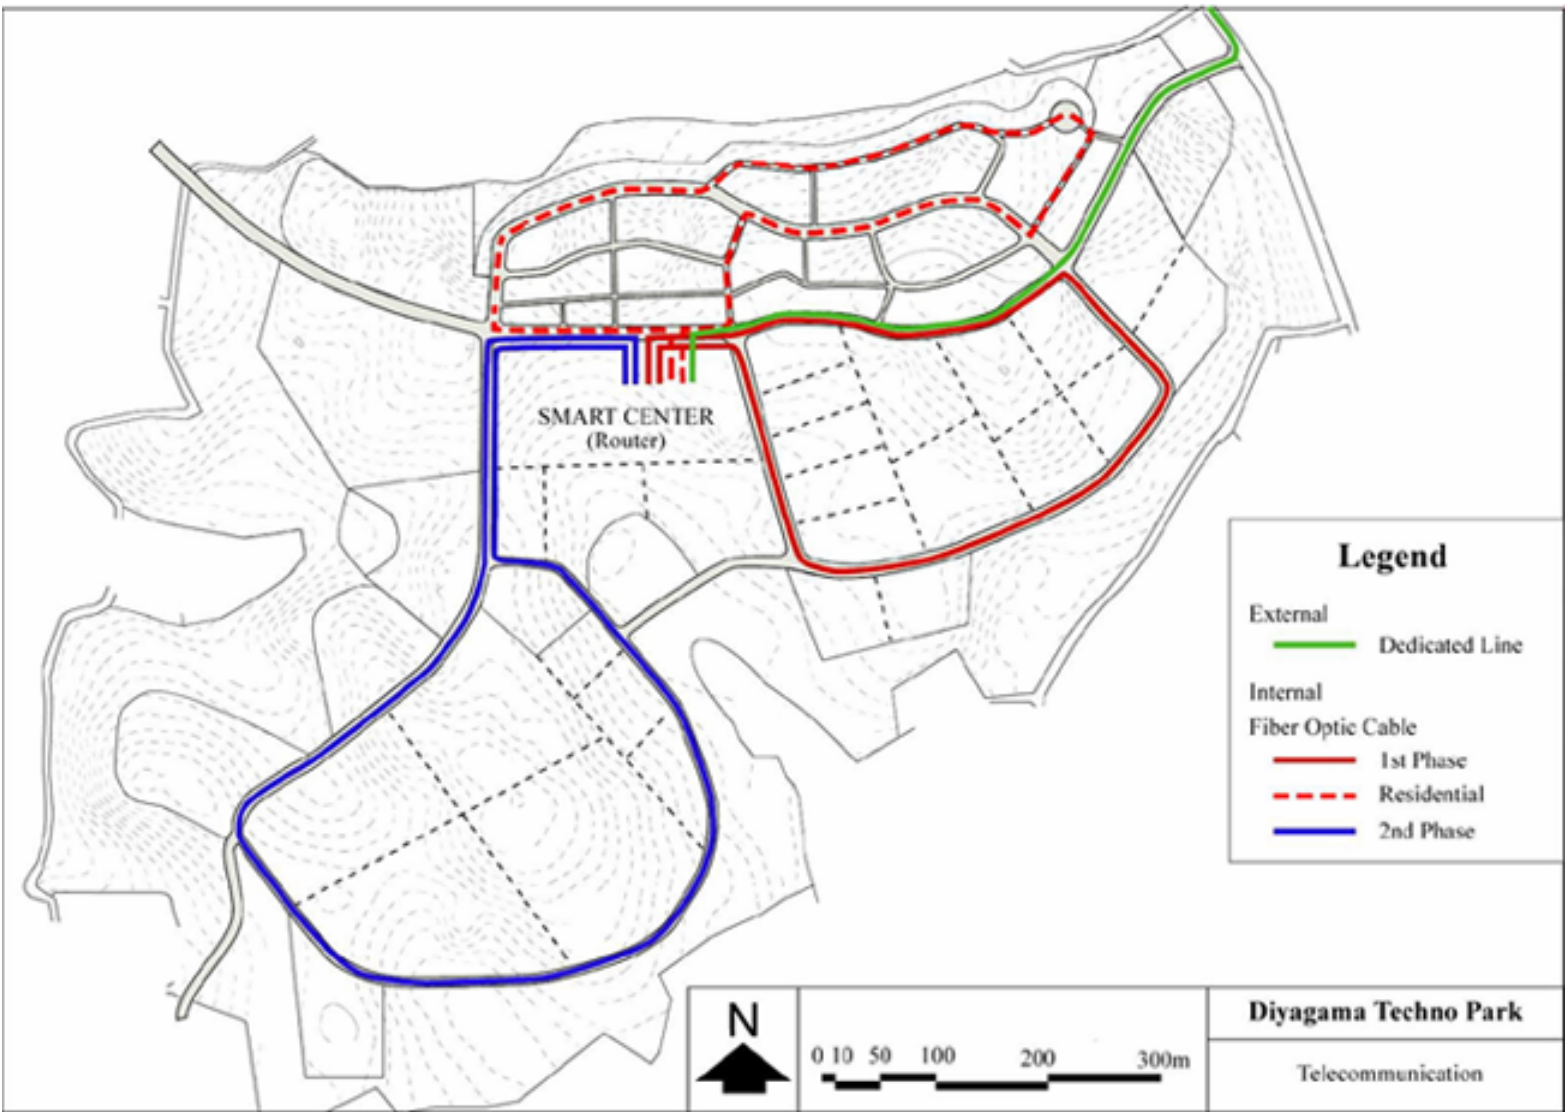 SMART CENTER
(Router)
Legend
External
Dedicated Line
Internal
Fiber Optic Cable
1st Phase
Residential
2nd Phase
N
0 10 50 100 200 300m
Diyagama Techno Park
Telecommunication